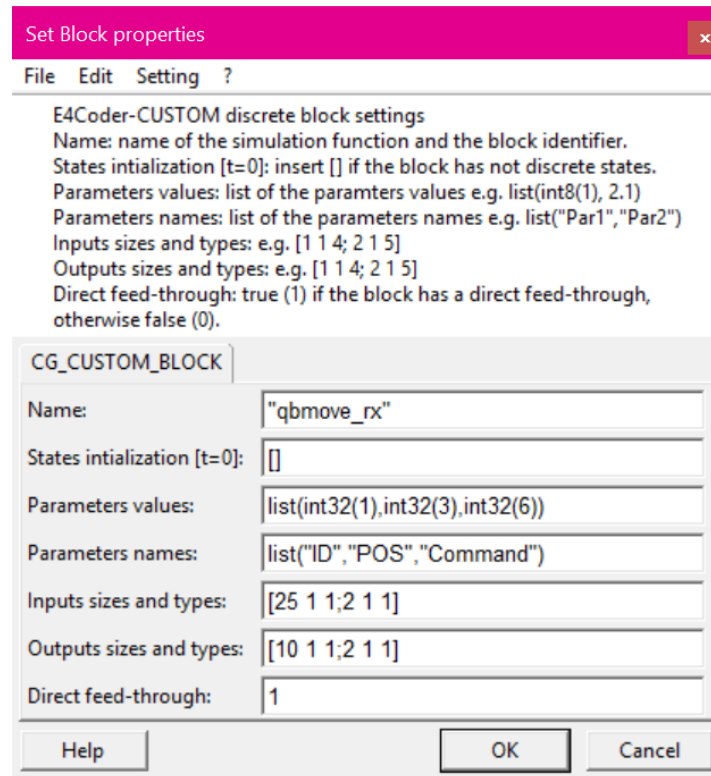 Set Block properties
x
File Edit Setting ?
E4Coder-CUSTOM discrete block settings
Name: name of the simulation function and the block identifier.
States intialization [t=0]: insert [] if the block has not discrete states.
Parameters values: list of the paramters values e.g. list(int8(1), 2.1)
Parameters names: list of the parameters names e.g. list("Par1","Par2")
Inputs sizes and types: e.g. [1 1 4; 2 1 5]
Outputs sizes and types: e.g. [1 1 4; 2 1 5]
Direct feed-through: true (1) if the block has a direct feed-through,
otherwise false (0).
CG_CUSTOM_BLOCK
Name: "qbmove_rx"
States intialization [t=0]: []
Parameters values: list(int32(1),int32(3),int32(6))
Parameters names: list("ID","POS","Command")
Inputs sizes and types: [25 1 1;2 1 1]
Outputs sizes and types: [10 1 1;2 1 1]
Direct feed-through: 1
Help OK Cancel